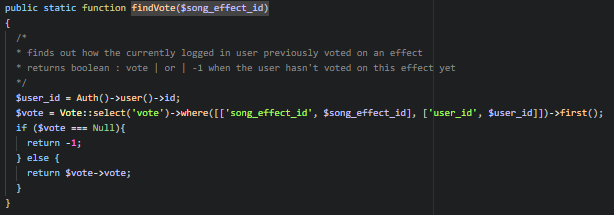 public static function findVote($song_effect_id)
{
/*
* finds out how the currently logged in user previously voted on an effect
* returns boolean : vote | or | -1 when the user hasn't voted on this effect yet
*/
$user_id = Auth()->user()->id;
$vote = Vote::select('vote')->where([['song_effect_id', $song_effect_id], ['user_id', $user_id]])->first();
if ($vote === Null){
return -1;
} else {
return $vote->vote;
}
}